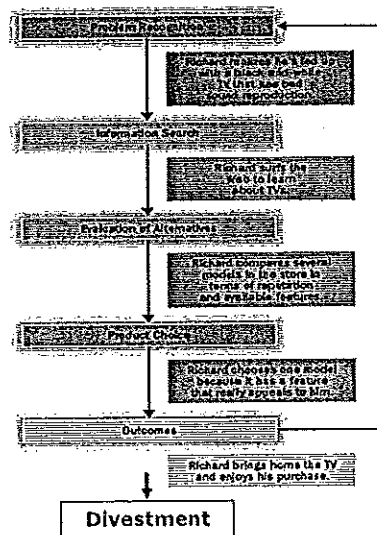 Problem Recognition
Richard realizes he's fed up
with a black and white
TV that has bad
sound reproduction.
Information Search
Richard surfs the
web to learn
about TVs.
Evaluation of Alternatives
Richard compares several
models in the store in
terms of reputation
and available features.
Product Choice
Richard chooses one model
because it has a feature
that really appeals to him.
Outcomes
Richard brings home the TV
and enjoys his purchase.
Divestment